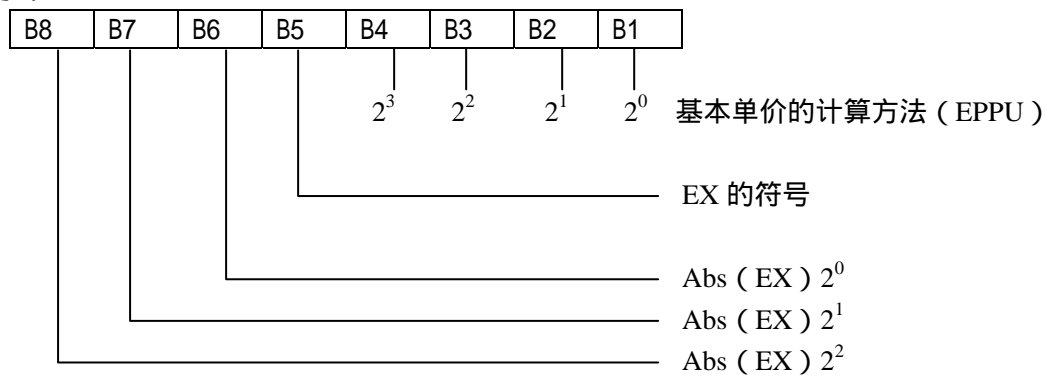 B8 B7 B6 B5 B4 B3 B2 B1
2³ 2² 2¹ 2⁰ 基本单价的计算方法（EPPU）
EX 的符号
Abs（EX）2⁰
Abs（EX）2¹
Abs（EX）2²